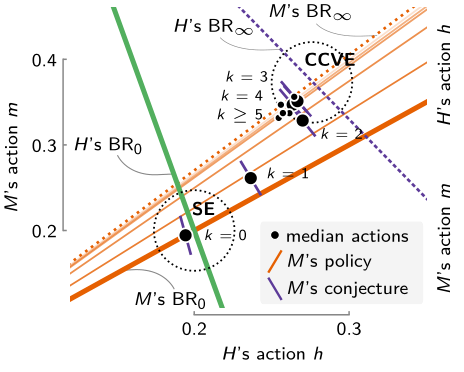 M's BR∞
H's BR∞
CCVE
k = 3
0.4
k = 4
k ≥ 5
k = 2
H's BR₀
0.3
k = 1
SE
0.2
k = 0
median actions
M's policy
M's conjecture
M's BR₀
0.2
0.3
H's action h
M's action m
H's action h
M's action m